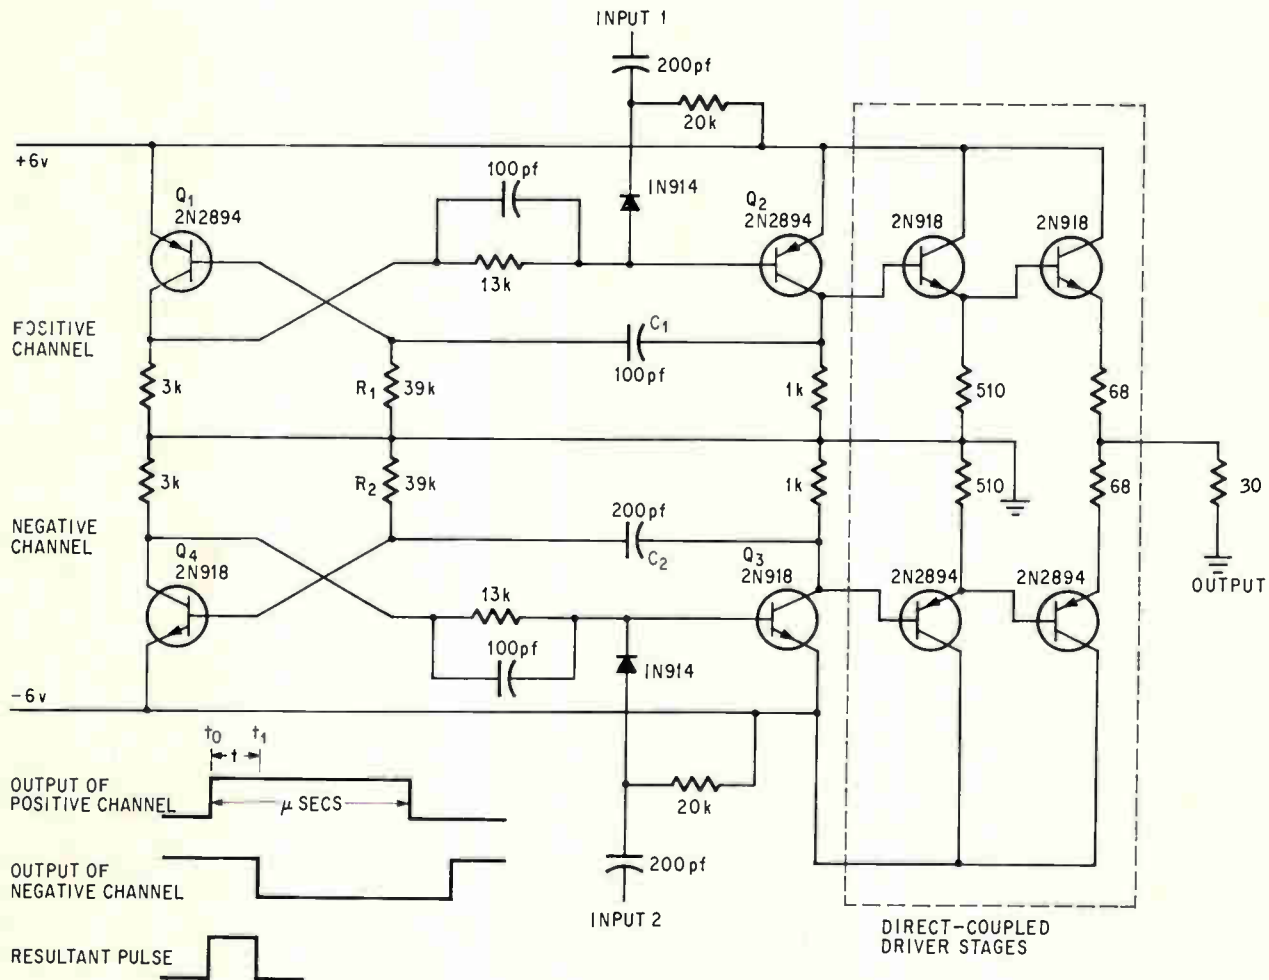 INPUT 1
200pf
20k
+6v
100pf
IN914
Q1
2N2894
Q2
2N2894
2N918
2N918
13k
POSITIVE
CHANNEL
C1
100pf
3k
R1
39k
1k
510
68
3k
R2
39k
1k
510
68
30
NEGATIVE
CHANNEL
200pf
C2
OUTPUT
Q4
2N918
Q3
2N918
2N2894
2N2894
13k
100pf
IN914
-6v
t0
t1
t
OUTPUT OF
POSITIVE CHANNEL
μ SECS
20k
OUTPUT OF
NEGATIVE CHANNEL
200pf
INPUT 2
DIRECT-COUPLED
DRIVER STAGES
RESULTANT PULSE